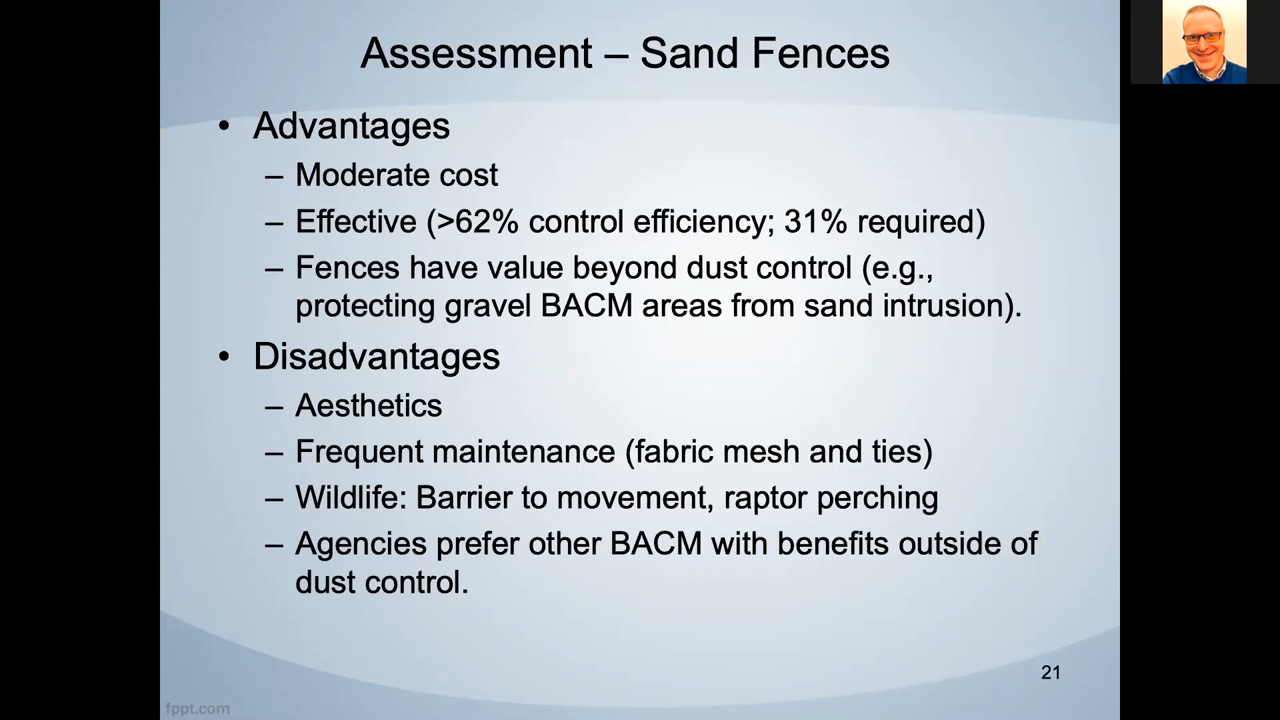 Assessment – Sand Fences
• Advantages
– Moderate cost
– Effective (>62% control efficiency; 31% required)
– Fences have value beyond dust control (e.g.,
protecting gravel BACM areas from sand intrusion).
• Disadvantages
– Aesthetics
– Frequent maintenance (fabric mesh and ties)
– Wildlife: Barrier to movement, raptor perching
– Agencies prefer other BACM with benefits outside of
dust control.
21
fppt.com